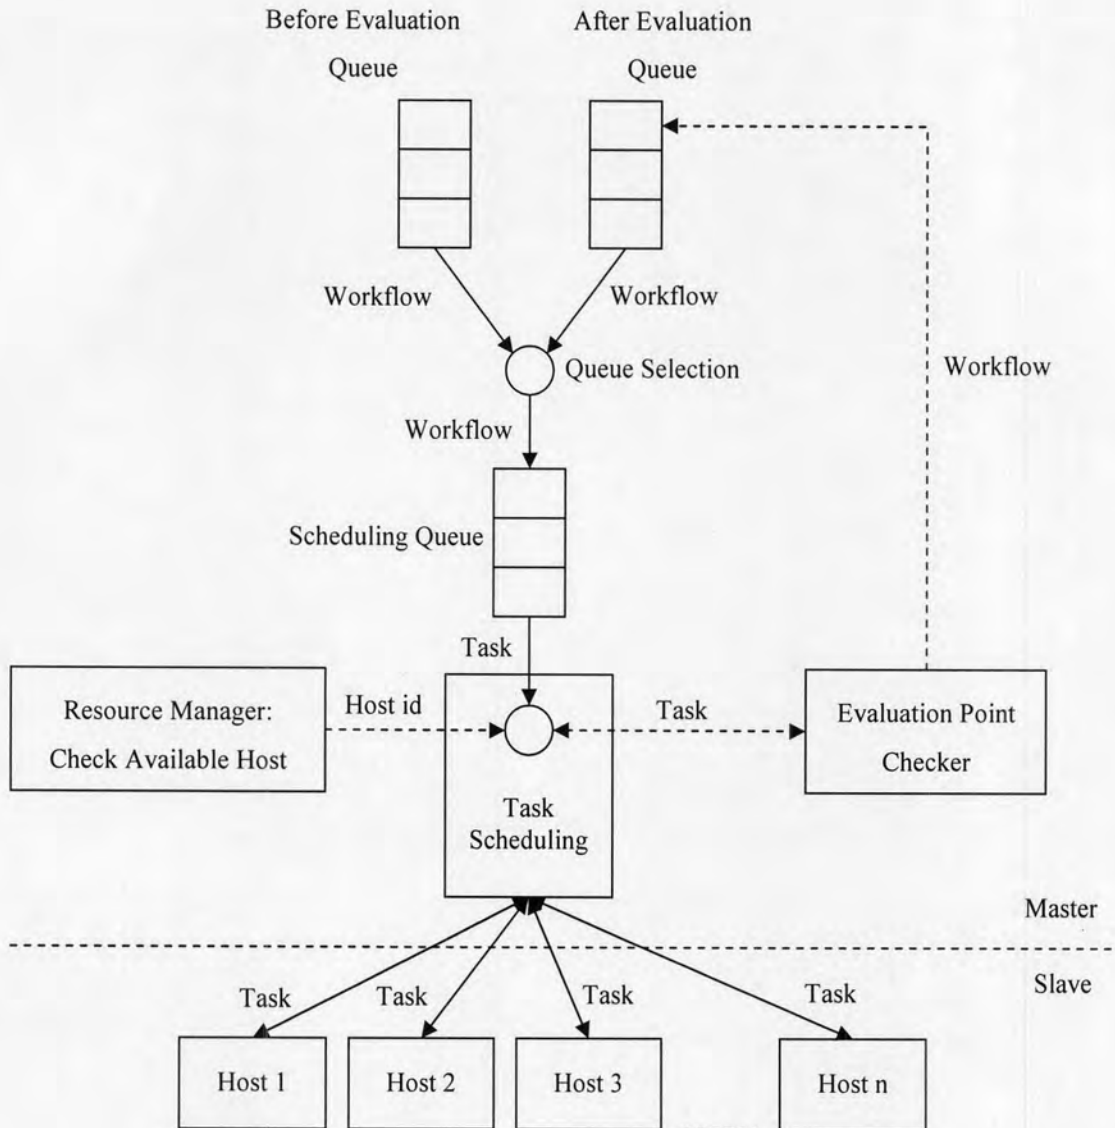 Before Evaluation
Queue
After Evaluation
Queue
Workflow
Workflow
Queue Selection
Workflow
Workflow
Scheduling Queue
Task
Resource Manager:
Check Available Host
Host id
Task
Evaluation Point
Checker
Task
Scheduling
Master
Slave
Task
Task
Task
Task
Host 1
Host 2
Host 3
Host n